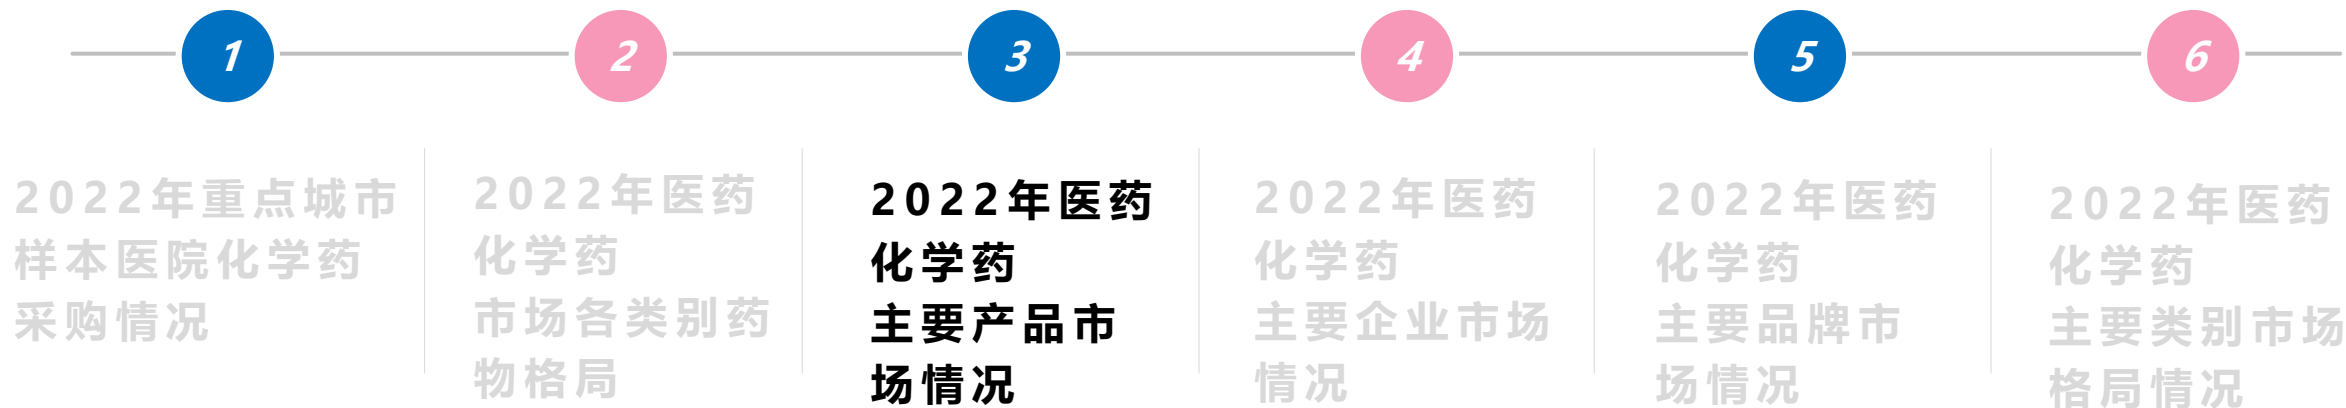 1
2
3
4
5
6
2022年重点城市
样本医院化学药
采购情况
2022年医药
化学药
市场各类别药
物格局
2022年医药
化学药
主要产品市
场情况
2022年医药
化学药
主要企业市场
情况
2022年医药
化学药
主要品牌市
场情况
2022年医药
化学药
主要类别市场
格局情况